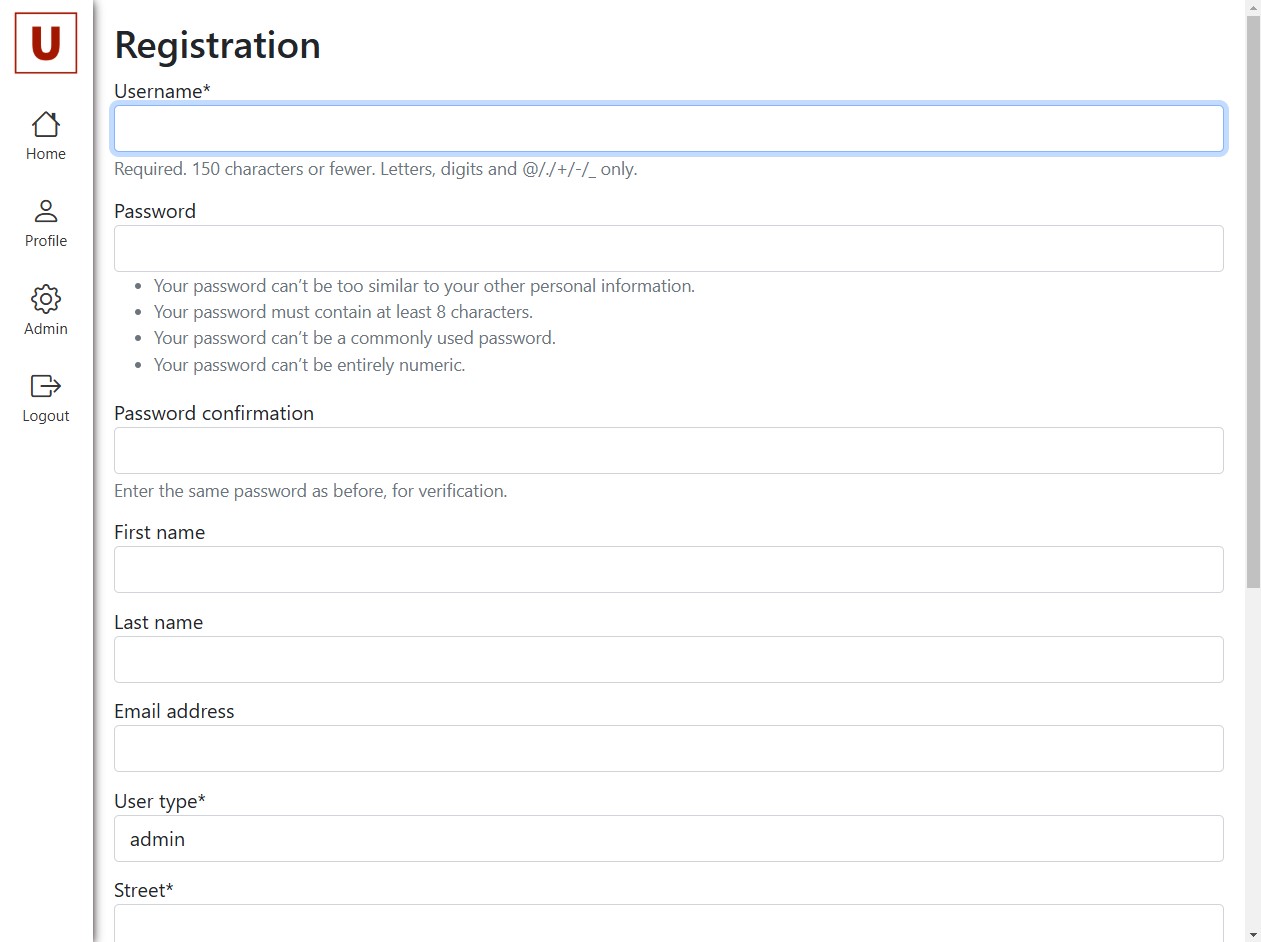 U
Home
Profile
Admin
Logout
Registration
Username*
Required. 150 characters or fewer. Letters, digits and @/./+/-/_ only.
Password
Your password can’t be too similar to your other personal information.
Your password must contain at least 8 characters.
Your password can’t be a commonly used password.
Your password can’t be entirely numeric.
Password confirmation
Enter the same password as before, for verification.
First name
Last name
Email address
User type*
admin
Street*